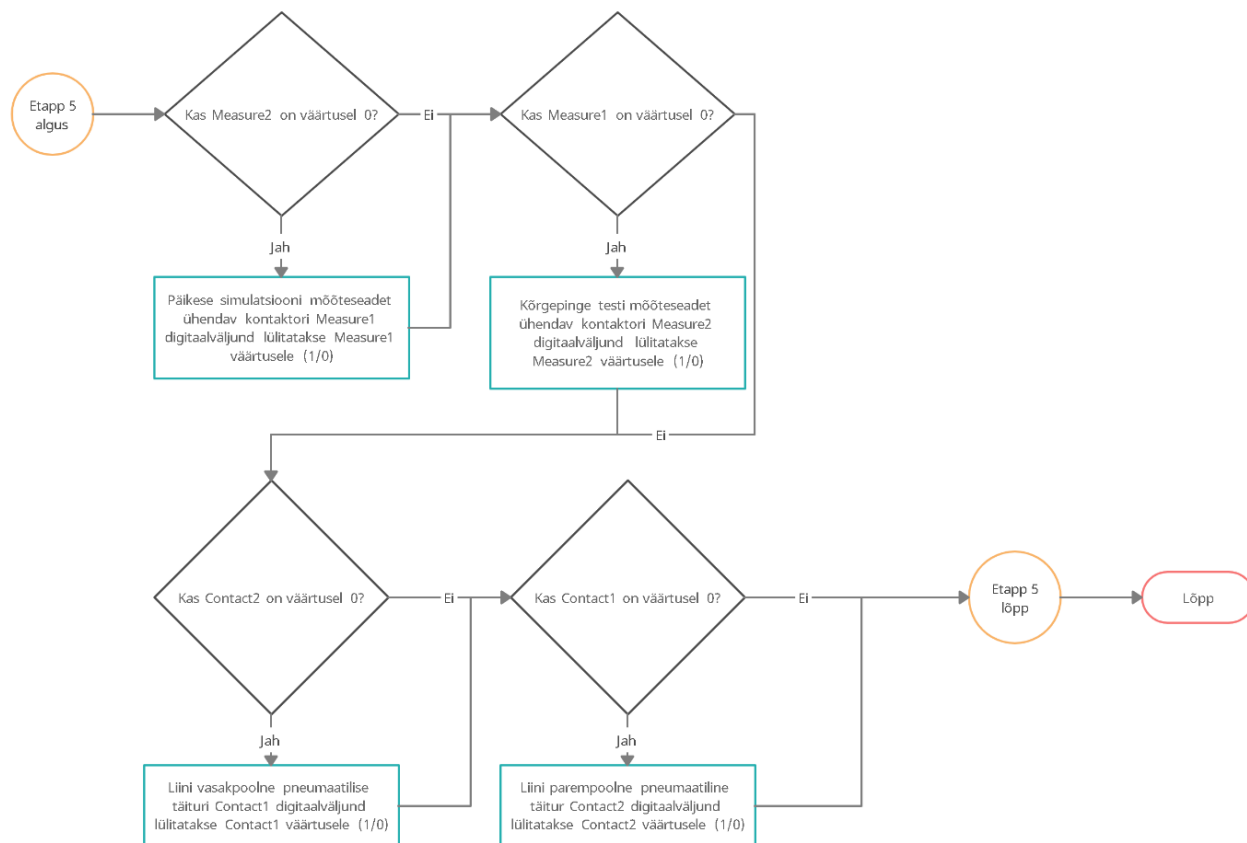 Etapp 5
algus
Kas Measure2 on väärtusel 0?
Ei
Kas Measure1 on väärtusel 0?
Jah
Jah
Päikese simulatsiooni mõõteseadet
ühendav kontaktori Measure1
digitaalväljund lülitatakse Measure1
väärtusele (1/0)
Kõrgepinge testi mõõteseadet
ühendav kontaktori Measure2
digitaalväljund lülitatakse
Measure2 väärtusele (1/0)
Ei
Kas Contact2 on väärtusel 0?
Ei
Kas Contact1 on väärtusel 0?
Ei
Etapp 5
lõpp
Lõpp
Jah
Jah
Liini vasakpoolne pneumaatilise
täituri Contact1 digitaalväljund
lülitatakse Contact1 väärtusele (1/0)
Liini parempoolne pneumaatiline
täitur Contact2 digitaalväljund
lülitatakse Contact2 väärtusele (1/0)